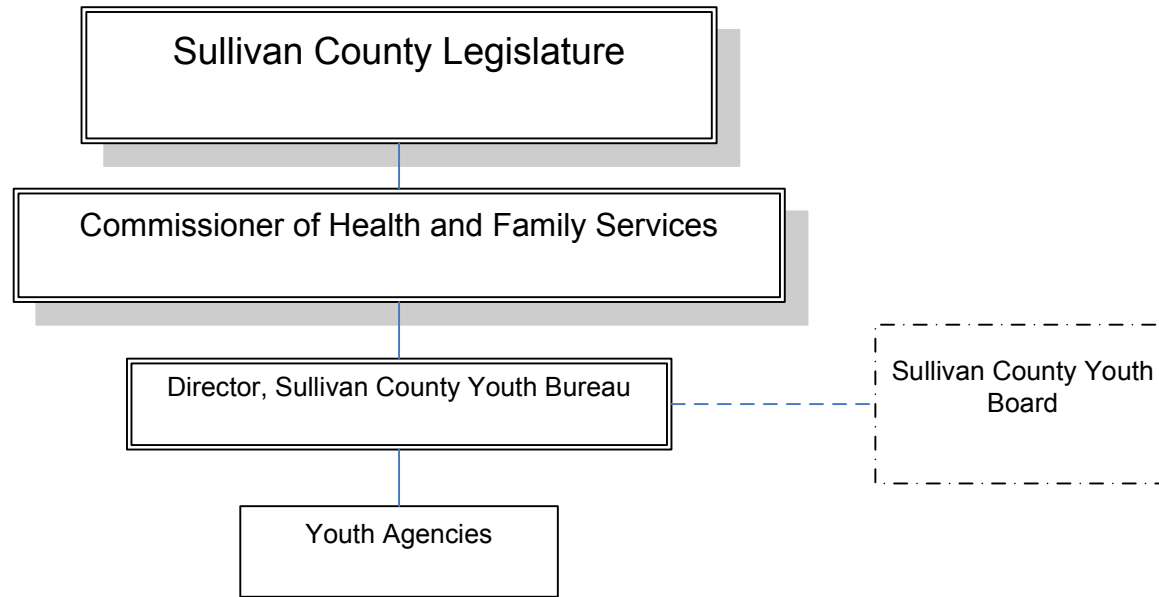 Sullivan County Legislature
Commissioner of Health and Family Services
Director, Sullivan County Youth Bureau
Sullivan County Youth
Board
Youth Agencies